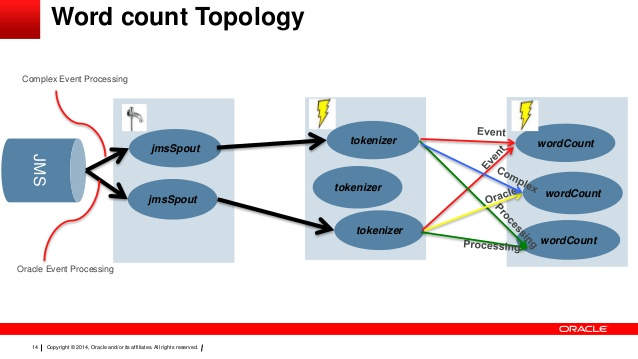 Word count Topology
Complex Event Processing
JMS
jmsSpout
jmsSpout
Oracle Event Processing
tokenizer
tokenizer
tokenizer
Event
Event
Complex
Oracle
Processing
Processing
wordCount
wordCount
wordCount
ORACLE
14 Copyright © 2014, Oracle and/or its affiliates. All rights reserved.